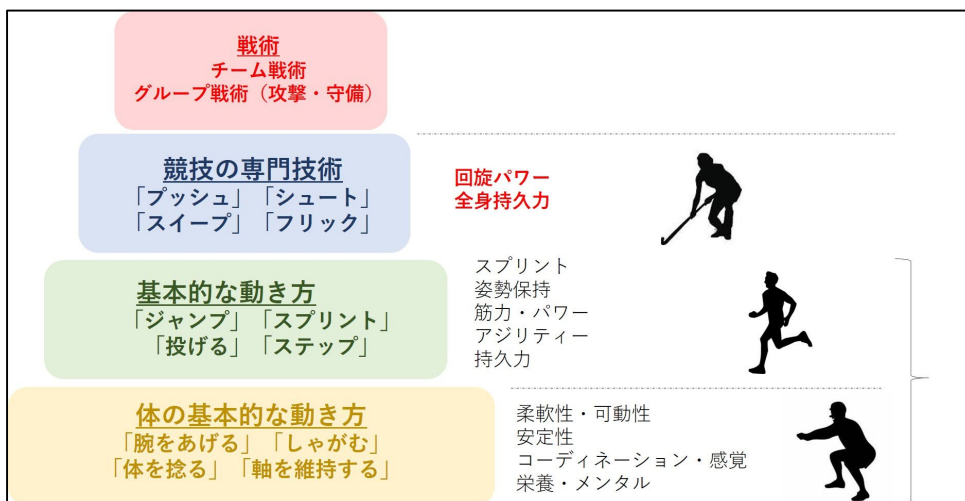 戦術
チーム戦術
グループ戦術（攻撃・守備）
競技の専門技術
「プッシュ」「シュート」
「スイープ」「フリック」
回旋パワー
全身持久力
基本的な動き方
「ジャンプ」「スプリント」
「投げる」「ステップ」
スプリント
姿勢保持
筋力・パワー
アジリティー
持久力
体の基本的な動き方
「腕をあげる」「しゃがむ」
「体を捻る」「軸を維持する」
柔軟性・可動性
安定性
コーディネーション・感覚
栄養・メンタル